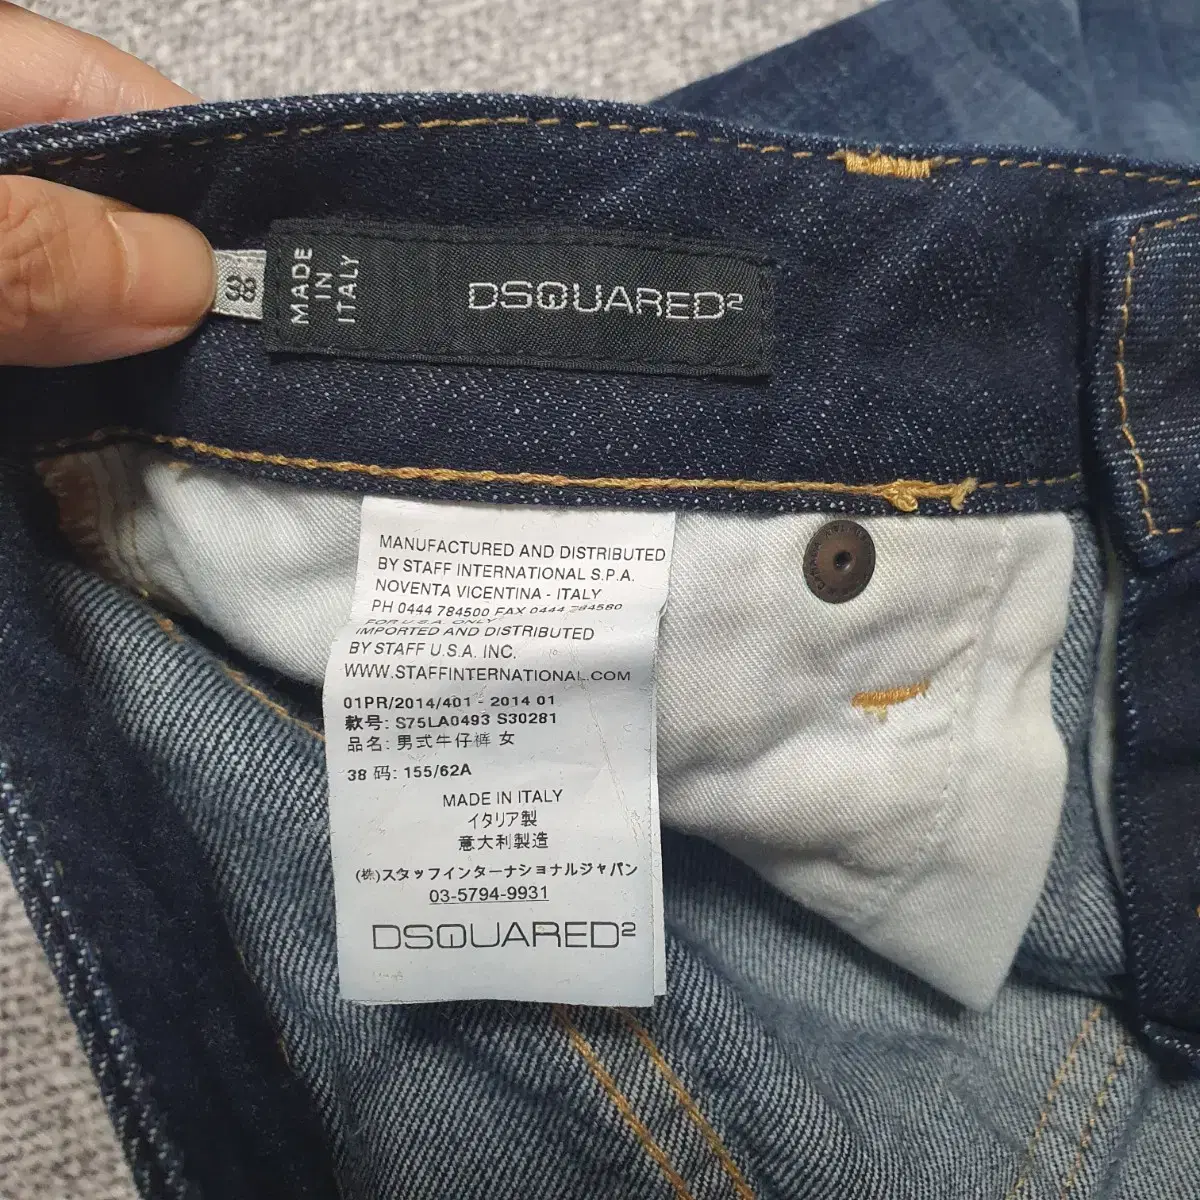 38
MADE
IN
ITALY
DSQUARED2
MANUFACTURED AND DISTRIBUTED
BY STAFF INTERNATIONAL S.P.A.
NOVENTA VICENTINA - ITALY
PH 0444 784500 FAX 0444 784580
FOR U.S.A. ONLY
IMPORTED AND DISTRIBUTED
BY STAFF U.S.A. INC.
WWW.STAFFINTERNATIONAL.COM
01PR/2014/401 - 2014 01
款号: S75LA0493 S30281
品名: 男式牛仔裤 女
38 码: 155/62A
MADE IN ITALY
イタリア製
意大利製造
(株)スタッフインターナショナルジャパン
03-5794-9931
DSQUARED2